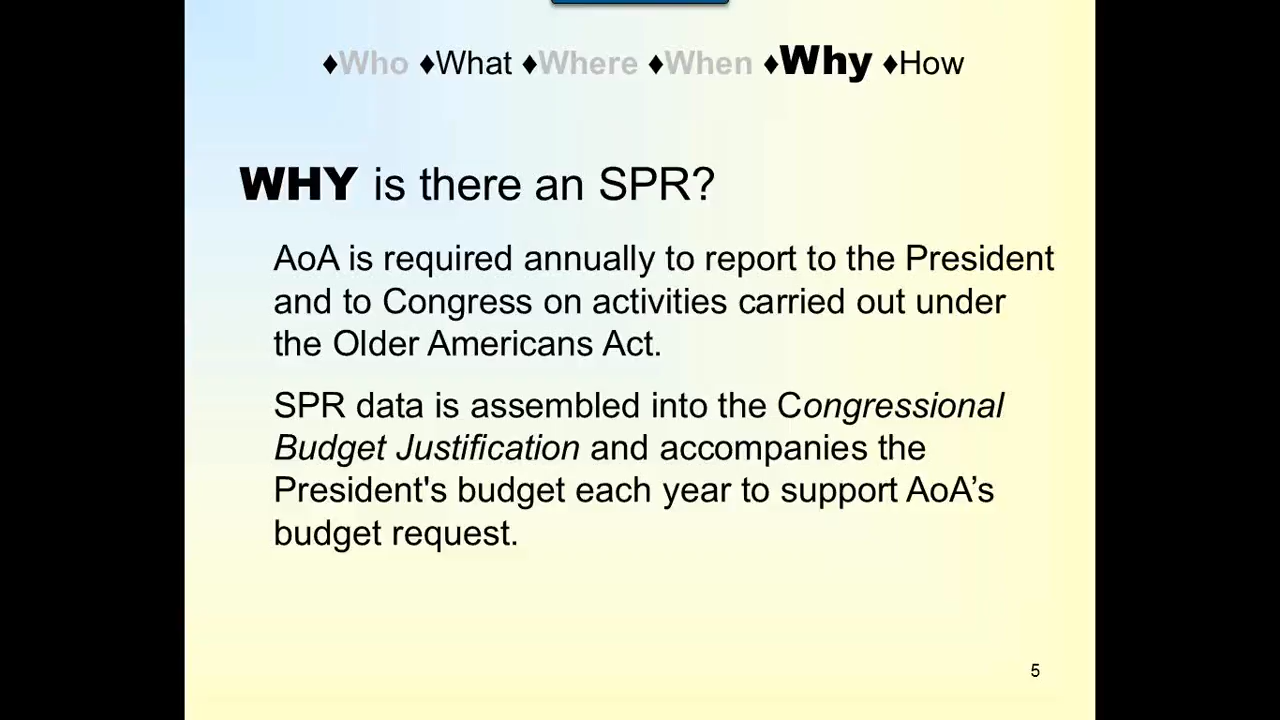 ♦Who ♦What ♦Where ♦When ♦Why ♦How
WHY is there an SPR?
AoA is required annually to report to the President
and to Congress on activities carried out under
the Older Americans Act.
SPR data is assembled into the Congressional
Budget Justification and accompanies the
President's budget each year to support AoA’s
budget request.
5